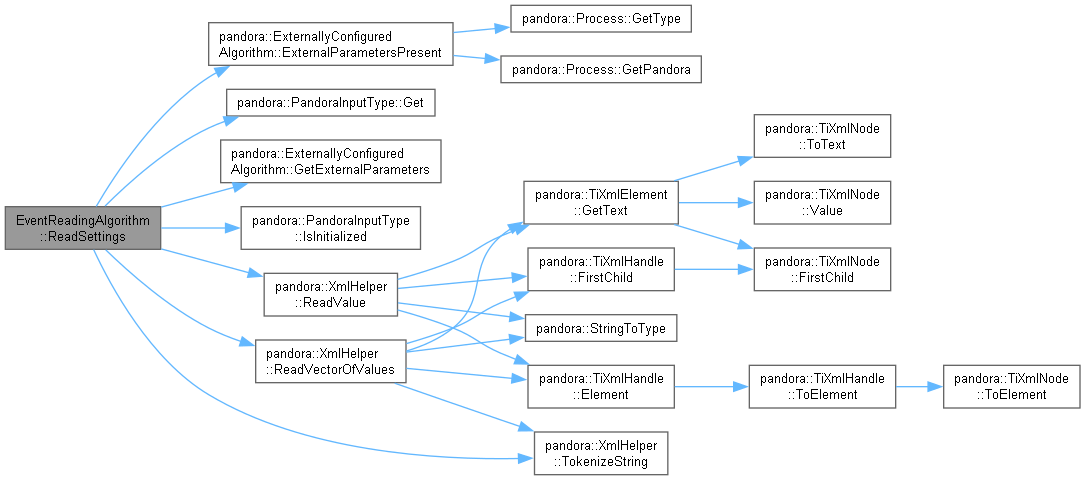 EventReadingAlgorithm
::ReadSettings
pandora::ExternallyConfigured
Algorithm::ExternalParametersPresent
pandora::PandoraInputType::Get
pandora::ExternallyConfigured
Algorithm::GetExternalParameters
pandora::PandoraInputType
::IsInitialized
pandora::XmlHelper
::ReadValue
pandora::XmlHelper
::ReadVectorOfValues
pandora::Process::GetType
pandora::Process::GetPandora
pandora::TiXmlElement
::GetText
pandora::TiXmlHandle
::FirstChild
pandora::StringToType
pandora::TiXmlHandle
::Element
pandora::XmlHelper
::TokenizeString
pandora::TiXmlNode
::ToText
pandora::TiXmlNode
::Value
pandora::TiXmlNode
::FirstChild
pandora::TiXmlHandle
::ToElement
pandora::TiXmlNode
::ToElement